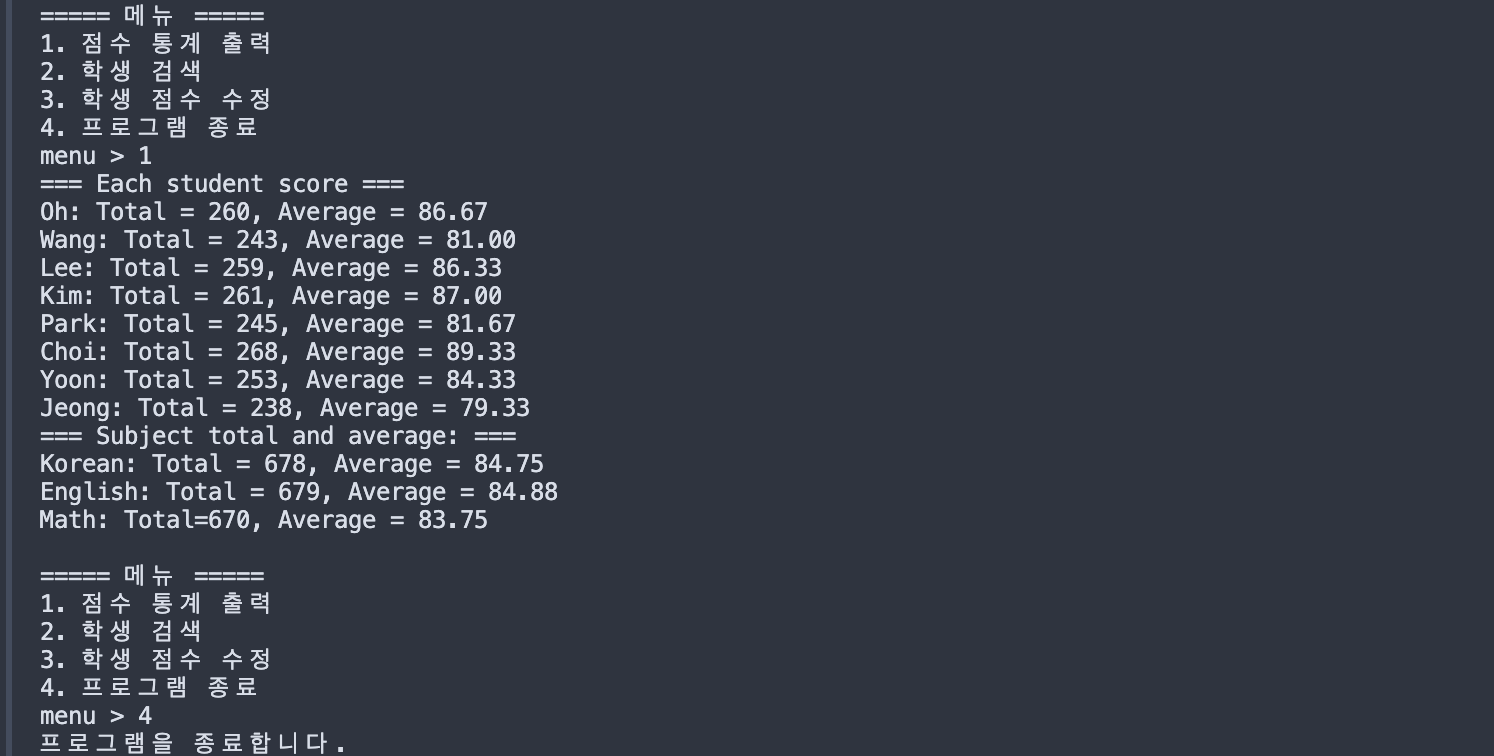 ===== 메뉴 =====
1. 점수 통계 출력
2. 학생 검색
3. 학생 점수 수정
4. 프로그램 종료
menu > 1
=== Each student score ===
Oh: Total = 260, Average = 86.67
Wang: Total = 243, Average = 81.00
Lee: Total = 259, Average = 86.33
Kim: Total = 261, Average = 87.00
Park: Total = 245, Average = 81.67
Choi: Total = 268, Average = 89.33
Yoon: Total = 253, Average = 84.33
Jeong: Total = 238, Average = 79.33
=== Subject total and average: ===
Korean: Total = 678, Average = 84.75
English: Total = 679, Average = 84.88
Math: Total=670, Average = 83.75
===== 메뉴 =====
1. 점수 통계 출력
2. 학생 검색
3. 학생 점수 수정
4. 프로그램 종료
menu > 4
프로그램을 종료합니다.